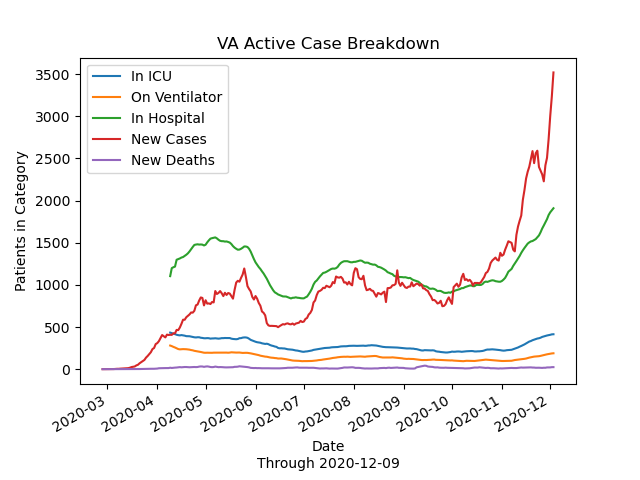 VA Active Case Breakdown
In ICU
On Ventilator
In Hospital
New Cases
New Deaths
Patients in Category
3500
3000
2500
2000
1500
1000
500
0
2020-03
2020-04
2020-05
2020-06
2020-07
2020-08
2020-09
2020-10
2020-11
2020-12
Date
Through 2020-12-09